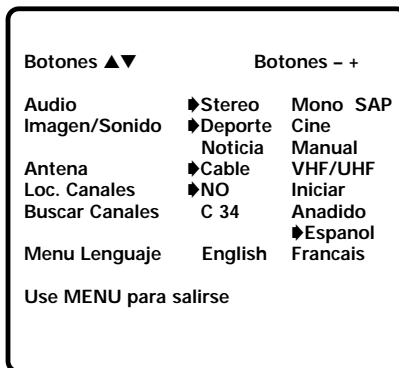 Botones ▲▼ Botones – +
Audio ➧Stereo Mono SAP
Imagen/Sonido ➧Deporte Cine
Noticia Manual
Antena ➧Cable VHF/UHF
Loc. Canales ➧NO Iniciar
Buscar Canales C 34 Anadido
➧Espanol
Menu Lenguaje English Francais
Use MENU para salirse